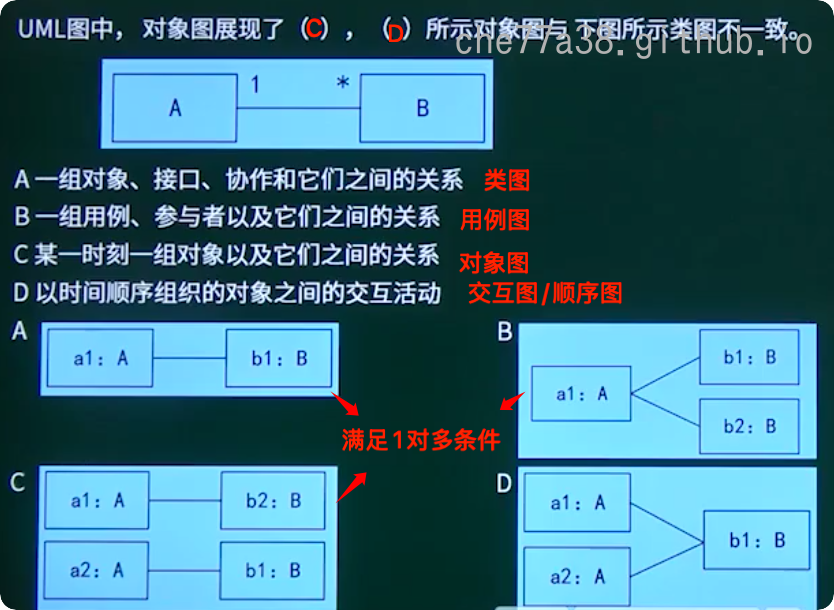 UML图中， 对象图展现了（C），（D）所示对象图与 下图所示类图不一致。
che77a38.github.io
A 1 * B
A 一组对象、接口、协作和它们之间的关系 类图
B 一组用例、参与者以及它们之间的关系 用例图
C 某一时刻一组对象以及它们之间的关系 对象图
D 以时间顺序组织的对象之间的交互活动 交互图/顺序图
A
a1: A b1: B
B
a1: A
b1: B
b2: B
满足1对多条件
C
a1: A b2: B
a2: A b1: B
D
a1: A
a2: A
b1: B